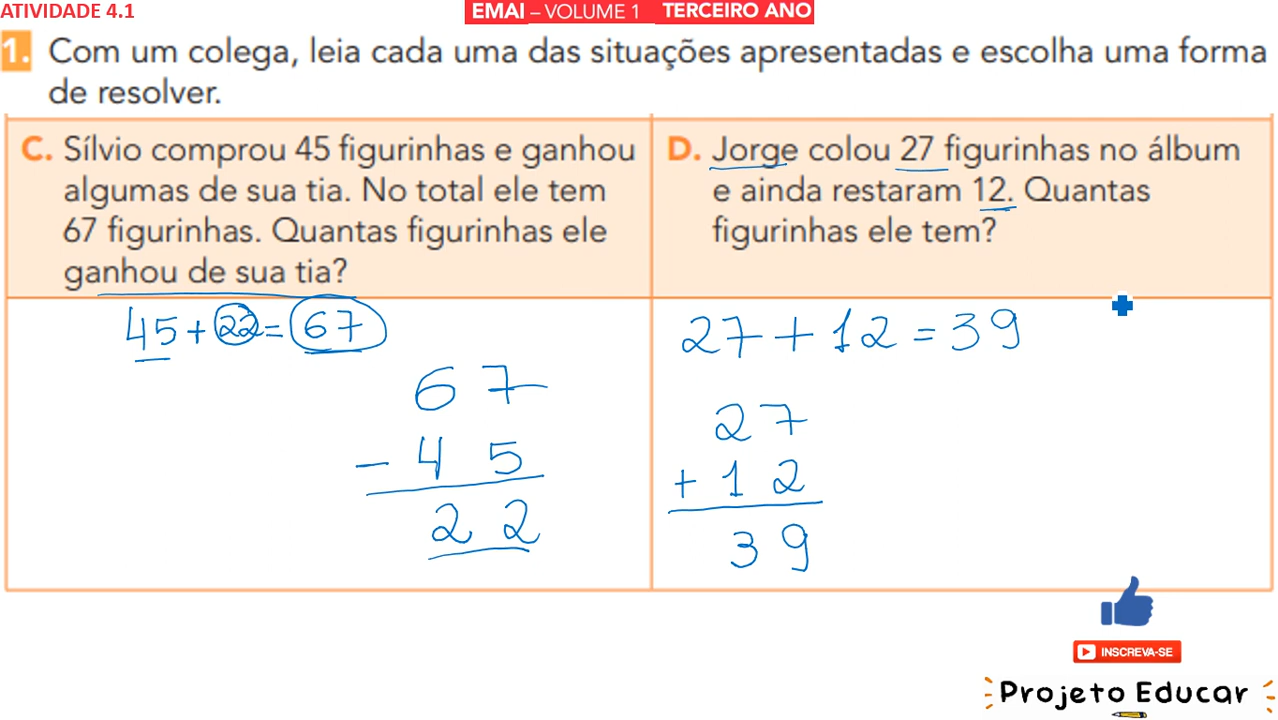 ATIVIDADE 4.1
EMAI – VOLUME 1 TERCEIRO ANO
1. Com um colega, leia cada uma das situações apresentadas e escolha uma forma
de resolver.
C. Sílvio comprou 45 figurinhas e ganhou
algumas de sua tia. No total ele tem
67 figurinhas. Quantas figurinhas ele
ganhou de sua tia?
45 + 22 = 67
67
- 45
22
D. Jorge colou 27 figurinhas no álbum
e ainda restaram 12. Quantas
figurinhas ele tem?
27 + 12 = 39
27
+ 12
39
INSCREVA-SE
Projeto Educar